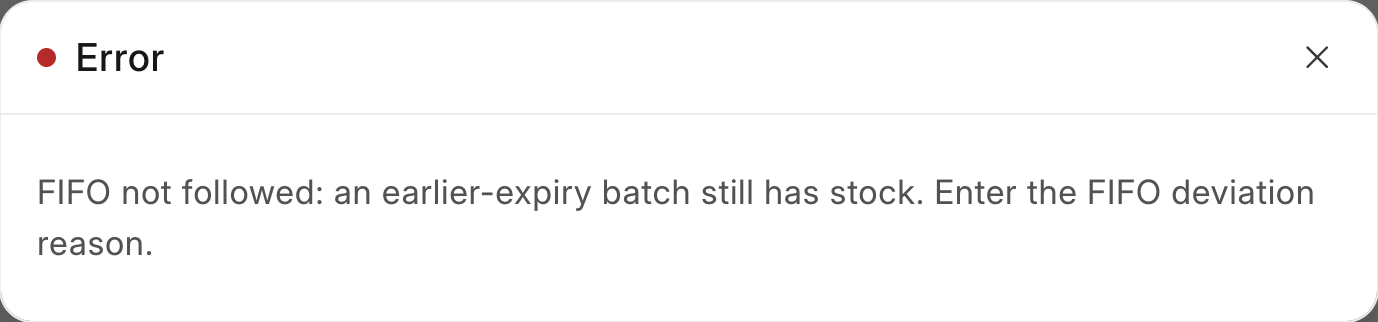 Error
FIFO not followed: an earlier-expiry batch still has stock. Enter the FIFO deviation
reason.